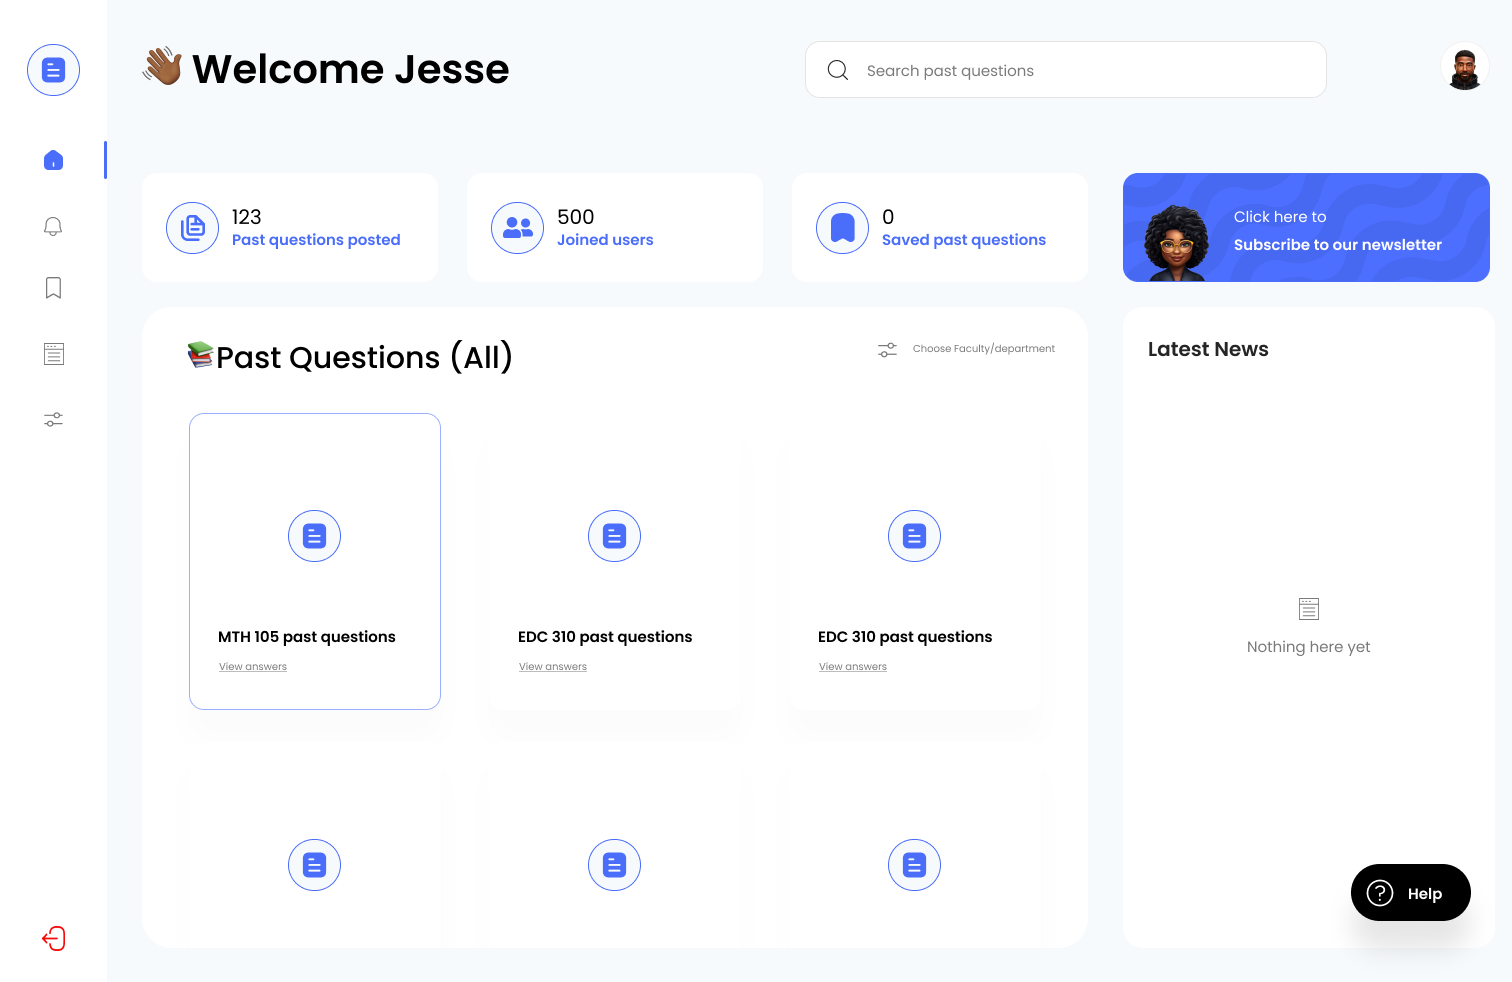 Welcome Jesse
Search past questions
123
Past questions posted
500
Joined users
0
Saved past questions
Click here to
Subscribe to our newsletter
Past Questions (All)
Choose Faculty/department
Latest News
MTH 105 past questions
View answers
EDC 310 past questions
View answers
EDC 310 past questions
View answers
Nothing here yet
Help